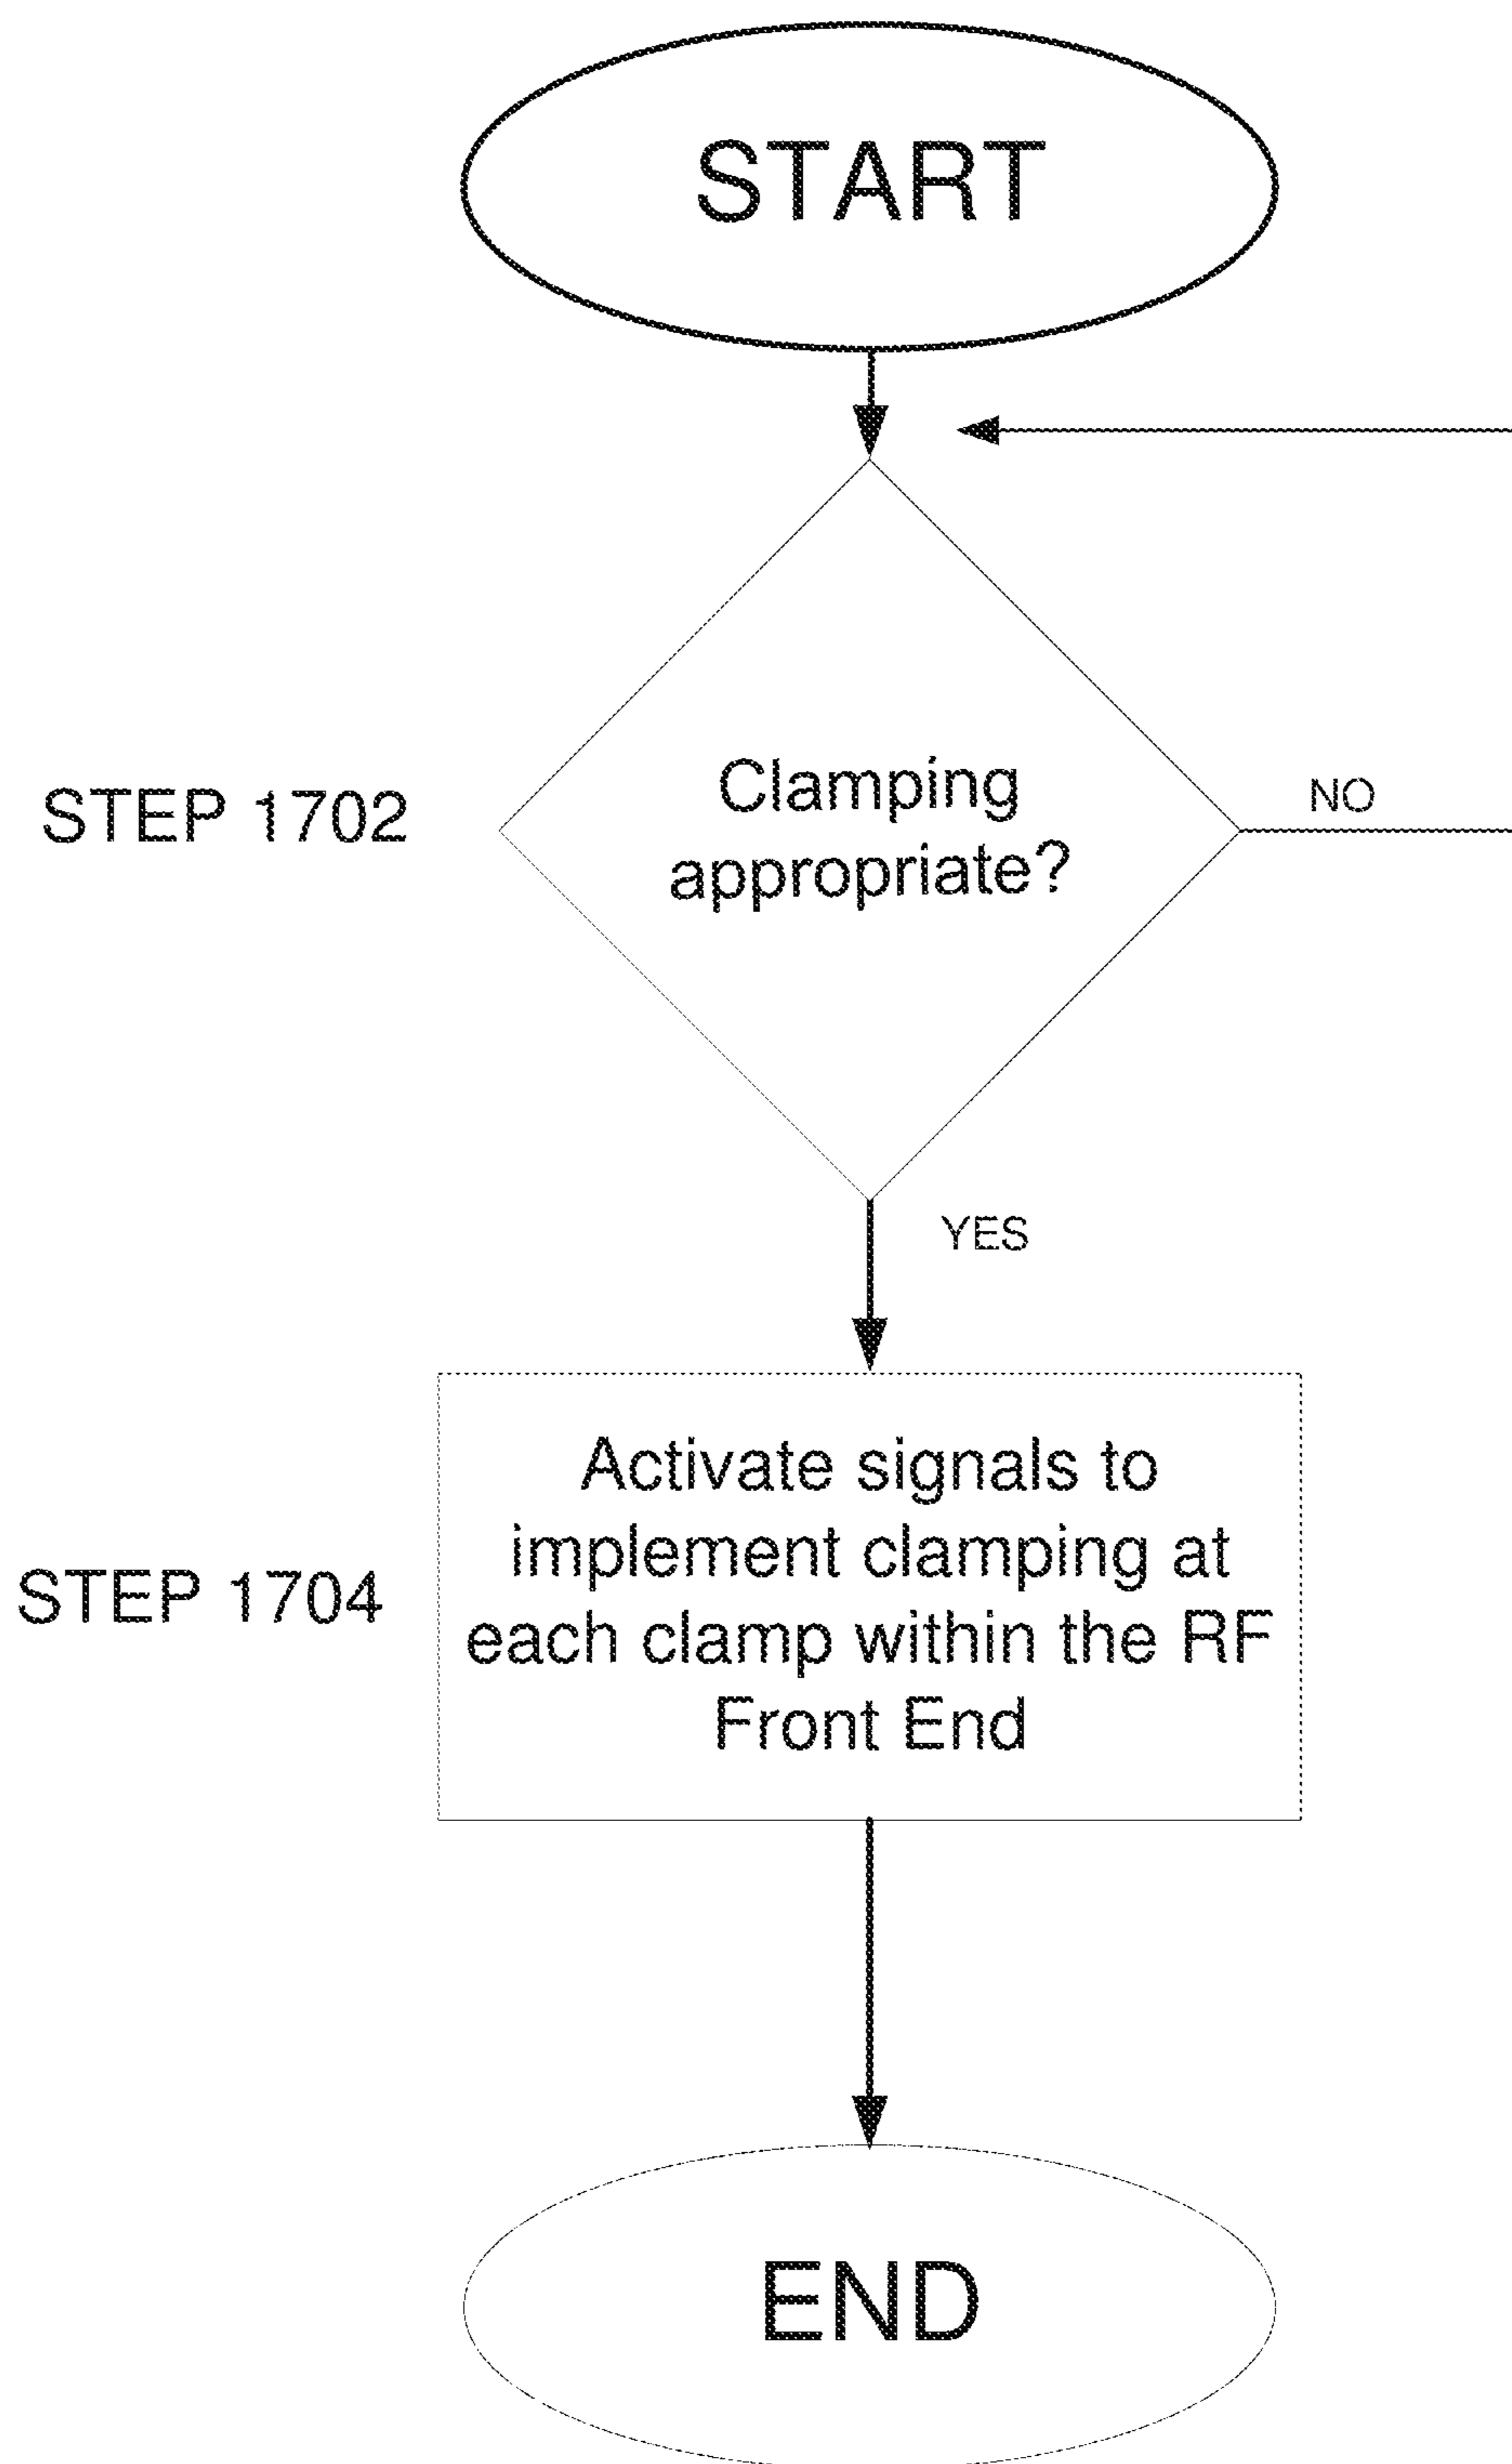 START
Clamping
appropriate?
STEP 1702
NO
YES
Activate signals to
implement clamping at
each clamp within the RF
Front End
STEP 1704
END